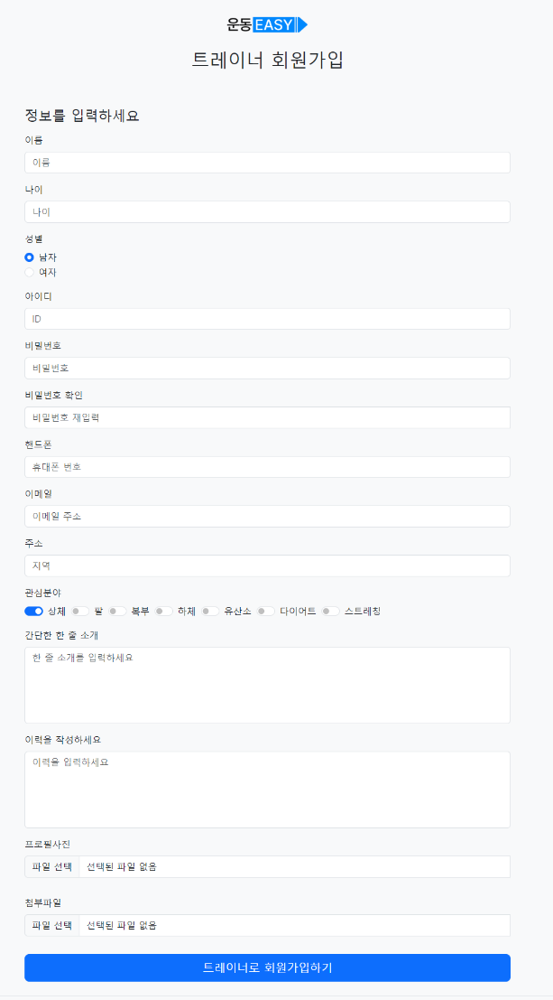 운동EASY
트레이너 회원가입
정보를 입력하세요
이름
이름
나이
나이
성별
남자
여자
아이디
ID
비밀번호
비밀번호
비밀번호 확인
비밀번호 재입력
핸드폰
휴대폰 번호
이메일
이메일 주소
주소
지역
관심분야
상체 팔 복부 하체 유산소 다이어트 스트레칭
간단한 한 줄 소개
한 줄 소개를 입력하세요
이력을 작성하세요
이력을 입력하세요
프로필사진
파일 선택 선택된 파일 없음
첨부파일
파일 선택 선택된 파일 없음
트레이너로 회원가입하기